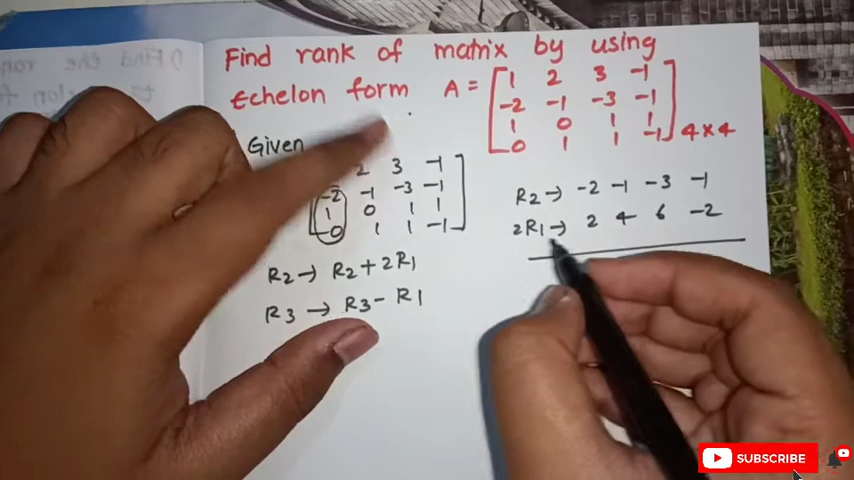 Find rank of matrix by using
Echelon form A = [ 1 2 3 -1
-2 -1 -3 -1
1 0 1 1
0 1 1 -1 ] 4×4
Given
2 3 -1
-2 -1 -3 -1
1 0 1 1
0 1 1 -1
R2 → R2 + 2R1
R3 → R3 - R1
R2 → -2 -1 -3 -1
2R1 → 2 4 6 -2
SUBSCRIBE